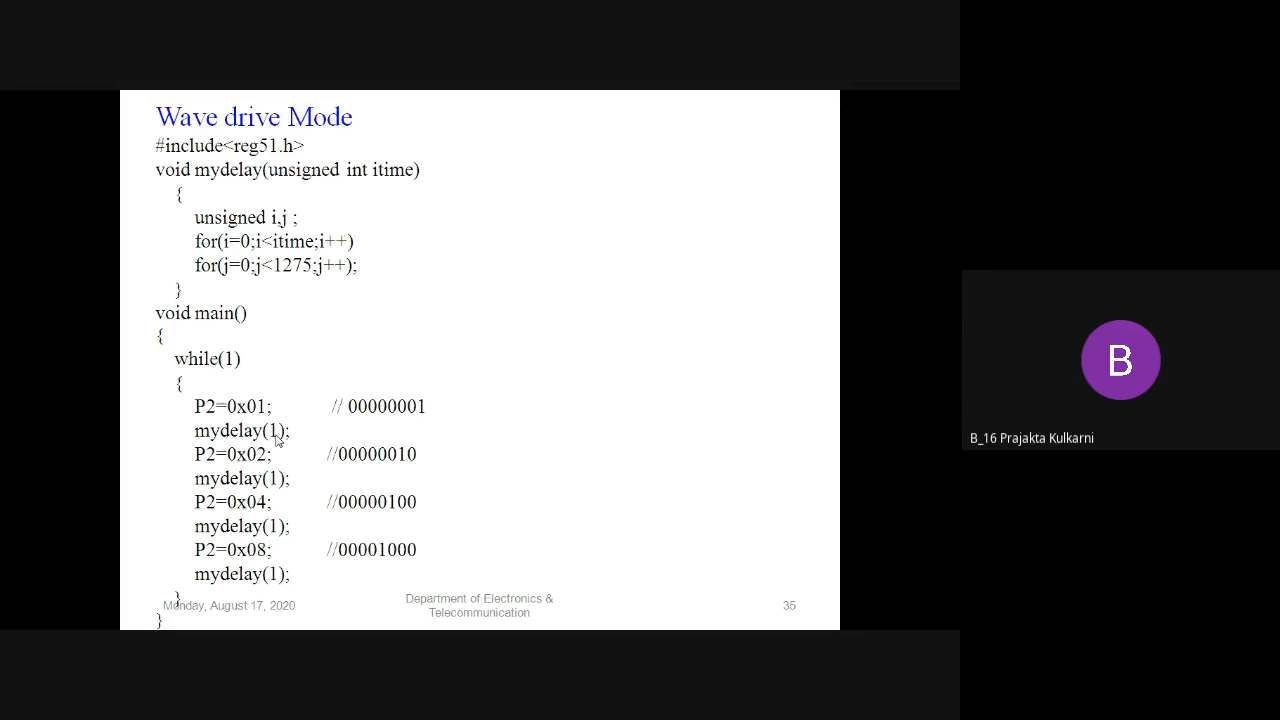 Wave drive Mode
#include<reg51.h>
void mydelay(unsigned int itime)
{
unsigned i,j ;
for(i=0;i<itime;i++)
for(j=0;j<1275;j++);
}
void main()
{
while(1)
{
P2=0x01; // 00000001
mydelay(1);
P2=0x02; //00000010
mydelay(1);
P2=0x04; //00000100
mydelay(1);
P2=0x08; //00001000
mydelay(1);
}
}
Monday, August 17, 2020
Department of Electronics &
Telecommunication
35
B
B_16 Prajakta Kulkarni